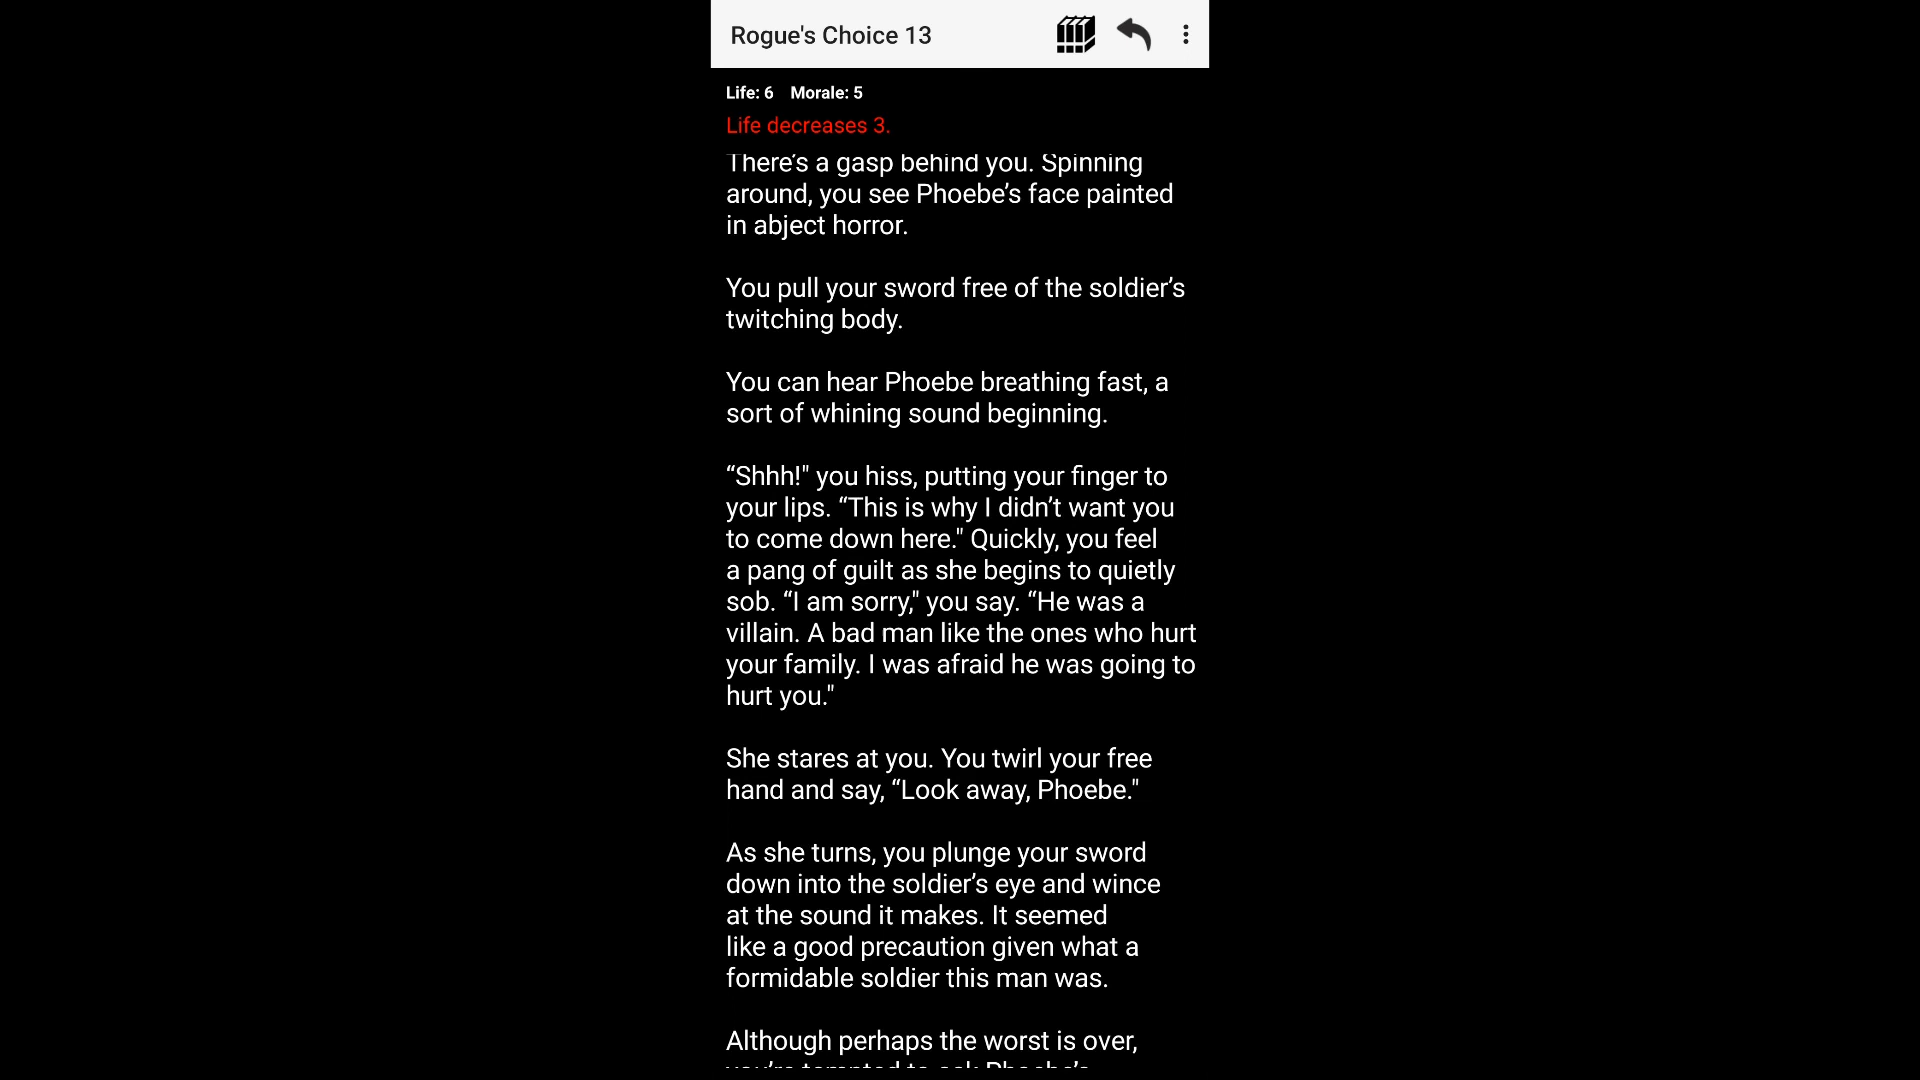 Rogue's Choice 13
Life: 6 Morale: 5
Life decreases 3.
There’s a gasp behind you. Spinning
around, you see Phoebe’s face painted
in abject horror.
You pull your sword free of the soldier’s
twitching body.
You can hear Phoebe breathing fast, a
sort of whining sound beginning.
“Shhh!" you hiss, putting your finger to
your lips. “This is why I didn’t want you
to come down here." Quickly, you feel
a pang of guilt as she begins to quietly
sob. “I am sorry," you say. “He was a
villain. A bad man like the ones who hurt
your family. I was afraid he was going to
hurt you."
She stares at you. You twirl your free
hand and say, “Look away, Phoebe."
As she turns, you plunge your sword
down into the soldier’s eye and wince
at the sound it makes. It seemed
like a good precaution given what a
formidable soldier this man was.
Although perhaps the worst is over,
you’re tempted to ask Phoebe’s